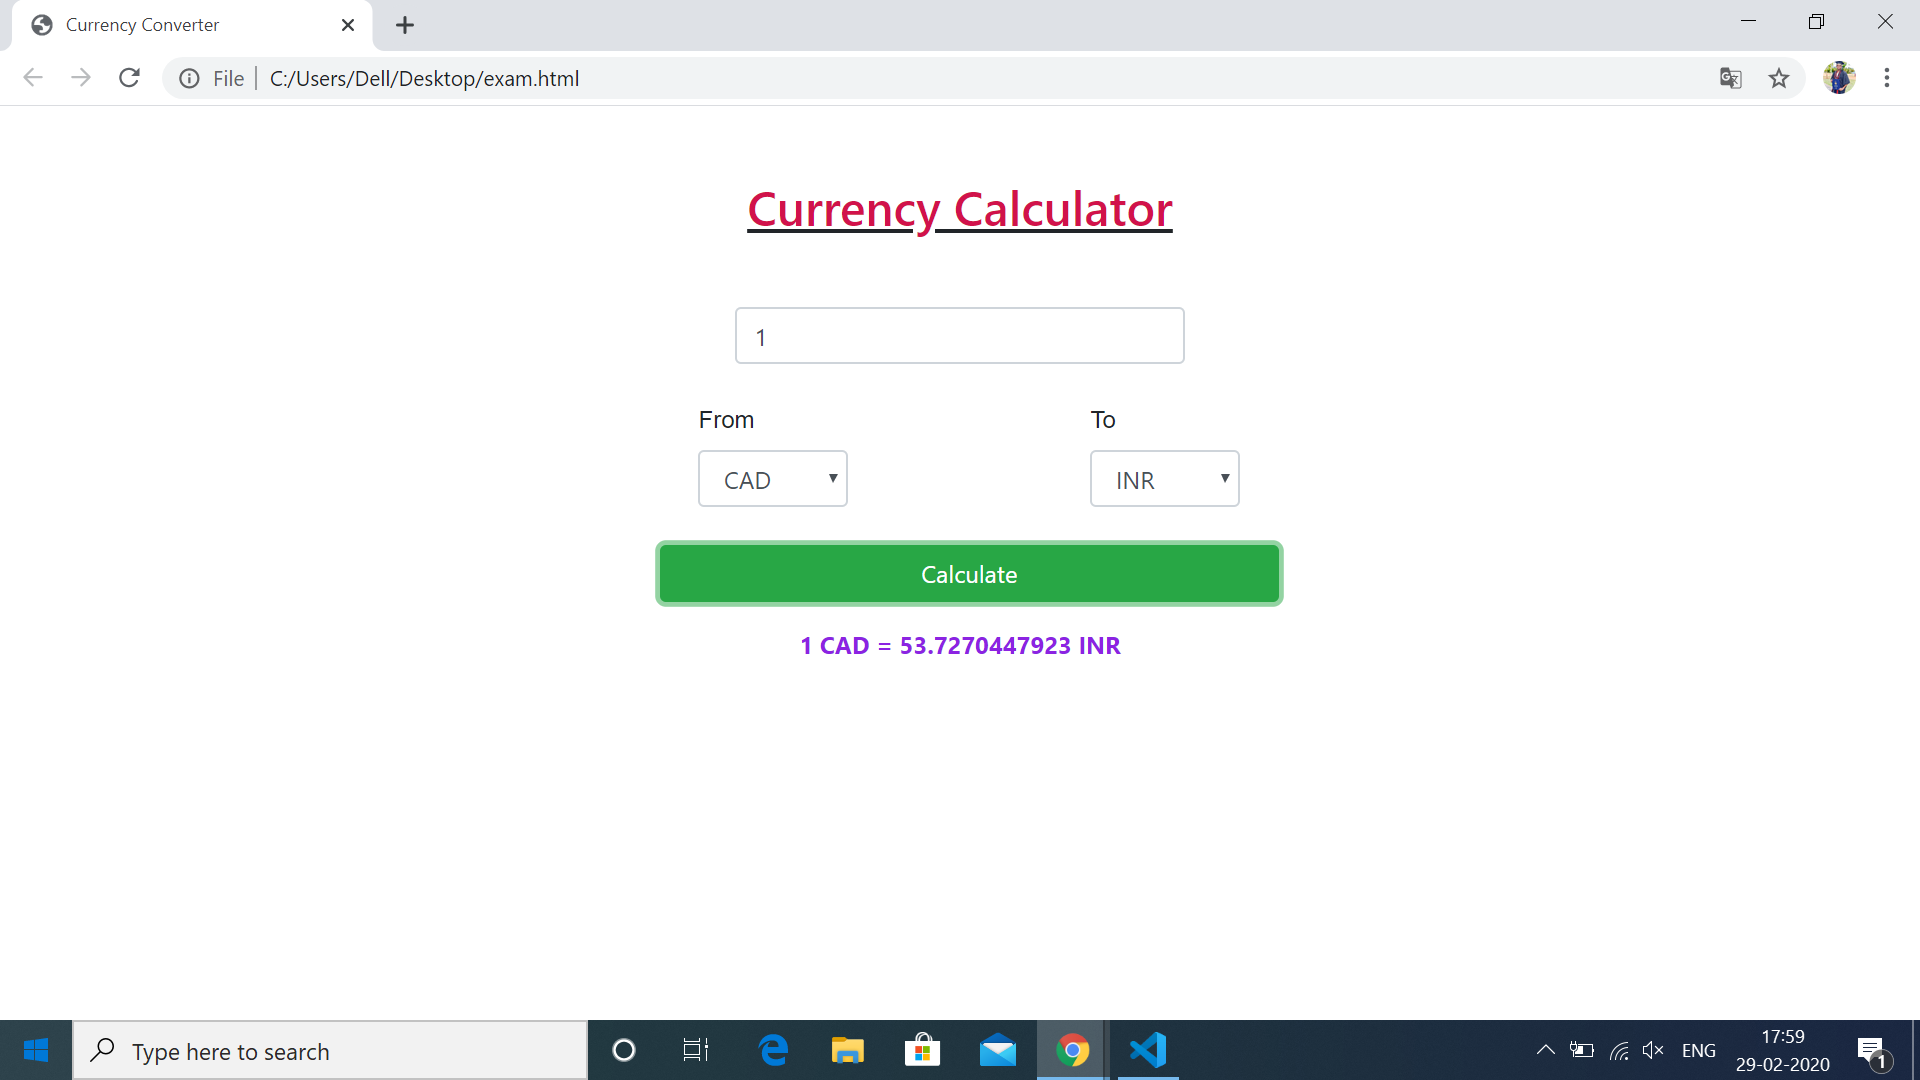 Currency Converter
File
C:/Users/Dell/Desktop/exam.html
Currency Calculator
1
From
To
CAD
INR
Calculate
1 CAD = 53.7270447923 INR
Type here to search
ENG
17:59
29-02-2020
1